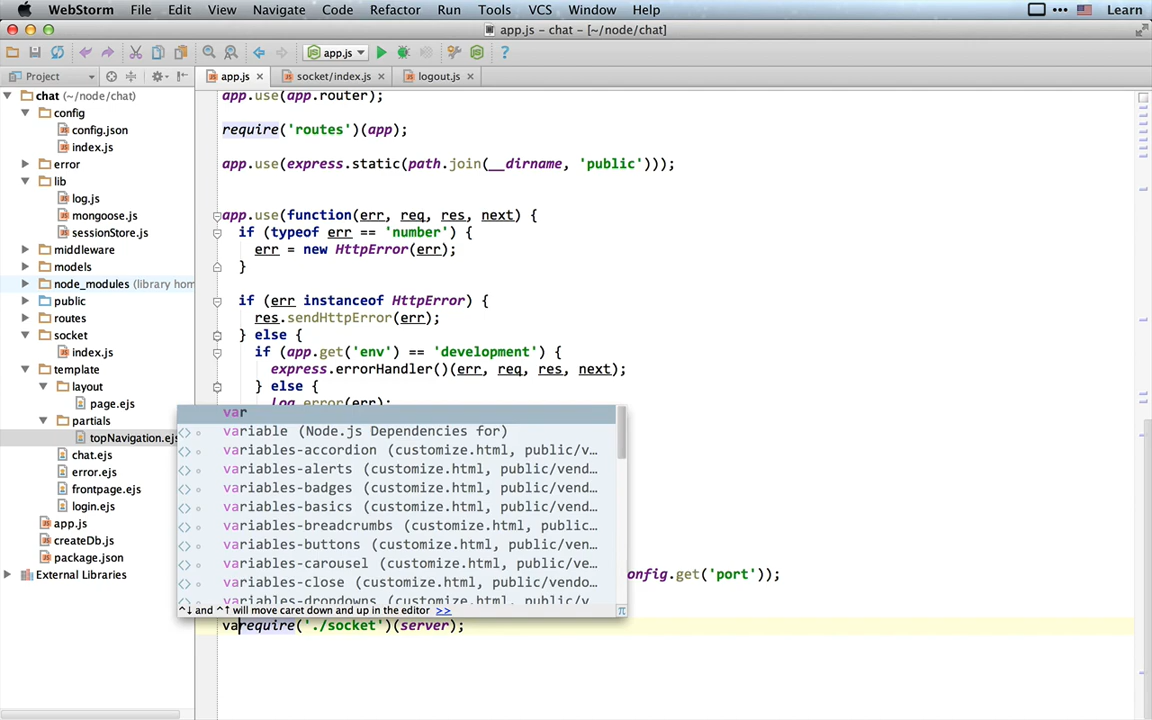 WebStorm File Edit View Navigate Code Refactor Run Tools VCS Window Help Learn
app.js – chat – [~/node/chat]
app.js
Project
app.js
socket/index.js
logout.js
chat (~/node/chat)
config
config.json
index.js
error
lib
log.js
mongoose.js
sessionStore.js
middleware
models
node_modules (library hom
public
routes
socket
index.js
template
layout
page.ejs
partials
topNavigation.ejs
chat.ejs
error.ejs
frontpage.ejs
login.ejs
app.js
createDb.js
package.json
External Libraries
app.use(app.router);
require('routes')(app);
app.use(express.static(path.join(__dirname, 'public')));
app.use(function(err, req, res, next) {
if (typeof err == 'number') {
err = new HttpError(err);
}
if (err instanceof HttpError) {
res.sendHttpError(err);
} else {
if (app.get('env') == 'development') {
express.errorHandler()(err, req, res, next);
} else {
log.error(err);
var
variable (Node.js Dependencies for)
variables-accordion (customize.html, public/v…
variables-alerts (customize.html, public/vend…
variables-badges (customize.html, public/vend…
variables-basics (customize.html, public/vend…
variables-breadcrumbs (customize.html, public…
variables-buttons (customize.html, public/ven…
variables-carousel (customize.html, public/ve…
variables-close (customize.html, public/vendo…
variables-dropdowns (customize.html, public/v
^↓ and ^↑ will move caret down and up in the editor >> π
onfig.get('port'));
varequire('./socket')(server);